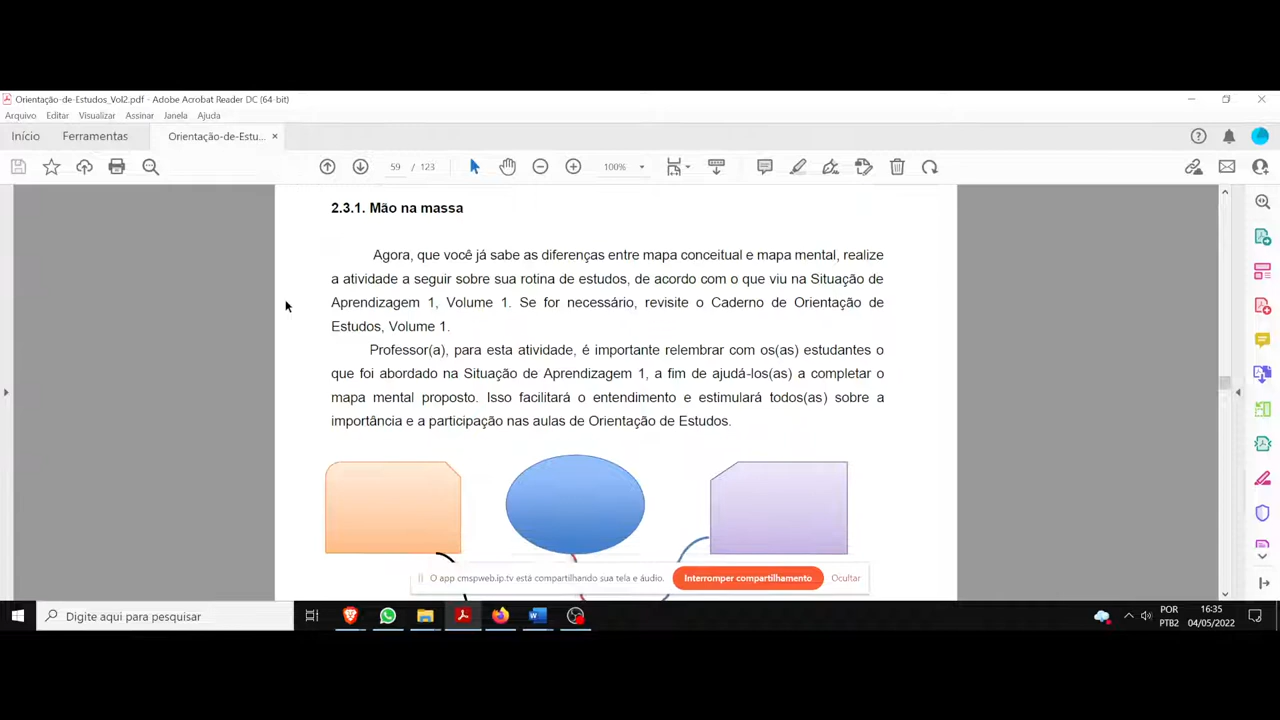 Orientação-de-Estudos_Vol2.pdf - Adobe Acrobat Reader DC (64-bit)
Arquivo Editar Visualizar Assinar Janela Ajuda
Início Ferramentas Orientação-de-Estu... ×
59 / 123 100%
2.3.1. Mão na massa
Agora, que você já sabe as diferenças entre mapa conceitual e mapa mental, realize
a atividade a seguir sobre sua rotina de estudos, de acordo com o que viu na Situação de
Aprendizagem 1, Volume 1. Se for necessário, revisite o Caderno de Orientação de
Estudos, Volume 1.
Professor(a), para esta atividade, é importante relembrar com os(as) estudantes o
que foi abordado na Situação de Aprendizagem 1, a fim de ajudá-los(as) a completar o
mapa mental proposto. Isso facilitará o entendimento e estimulará todos(as) sobre a
importância e a participação nas aulas de Orientação de Estudos.
O app cmspweb.ip.tv está compartilhando sua tela e áudio. Interromper compartilhamento Ocultar
Digite aqui para pesquisar
POR 16:35
PTB2 04/05/2022